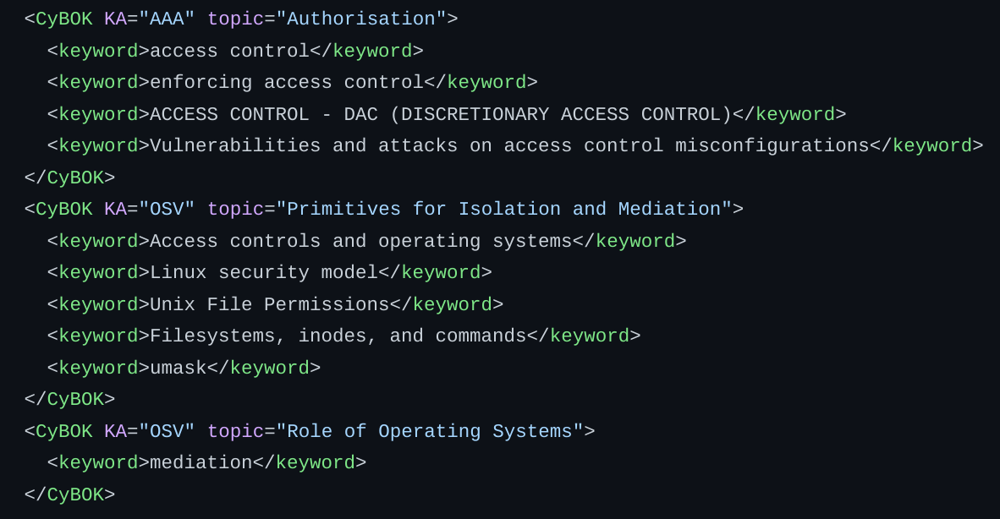 <CyBOK KA="AAA" topic="Authorisation">
<keyword>access control</keyword>
<keyword>enforcing access control</keyword>
<keyword>ACCESS CONTROL - DAC (DISCRETIONARY ACCESS CONTROL)</keyword>
<keyword>Vulnerabilities and attacks on access control misconfigurations</keyword>
</CyBOK>
<CyBOK KA="OSV" topic="Primitives for Isolation and Mediation">
<keyword>Access controls and operating systems</keyword>
<keyword>Linux security model</keyword>
<keyword>Unix File Permissions</keyword>
<keyword>Filesystems, inodes, and commands</keyword>
<keyword>umask</keyword>
</CyBOK>
<CyBOK KA="OSV" topic="Role of Operating Systems">
<keyword>mediation</keyword>
</CyBOK>